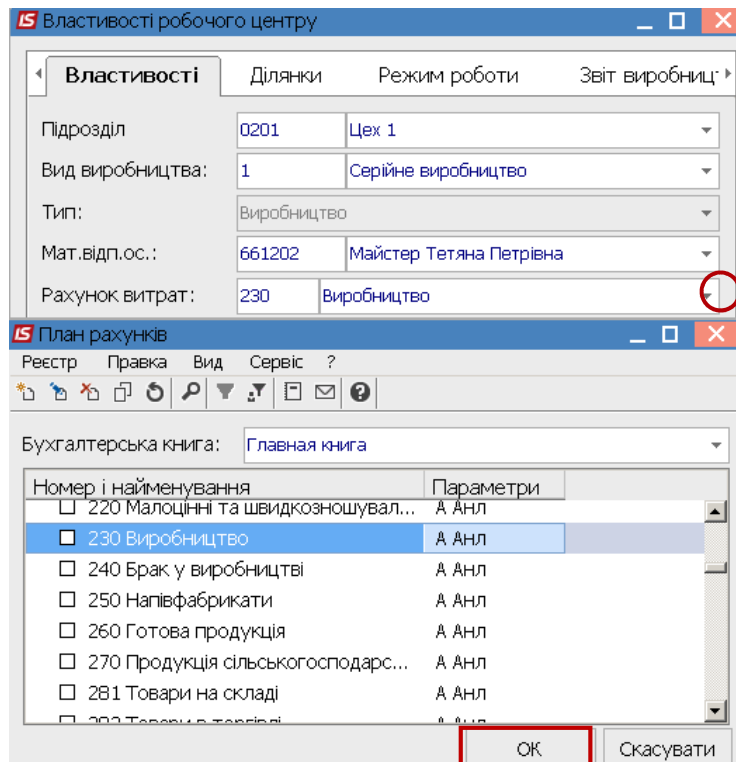 Властивості робочого центру
Властивості Ділянки Режим роботи Звіт виробниц
Підрозділ 0201 Цех 1
Вид виробництва: 1 Серійне виробництво
Тип: Виробництво
Мат.відп.ос.: 661202 Майстер Тетяна Петрівна
Рахунок витрат: 230 Виробництво
План рахунків
Реєстр Правка Вид Сервіс ?
Бухгалтерська книга: Главная книга
Номер і найменування Параметри
220 Малоцінні та швидкозношувал... А Анл
230 Виробництво А Анл
240 Брак у виробництві А Анл
250 Напівфабрикати А Анл
260 Готова продукція А Анл
270 Продукція сільськогосподарс... А Анл
281 Товари на складі А Анл
ОК Скасувати